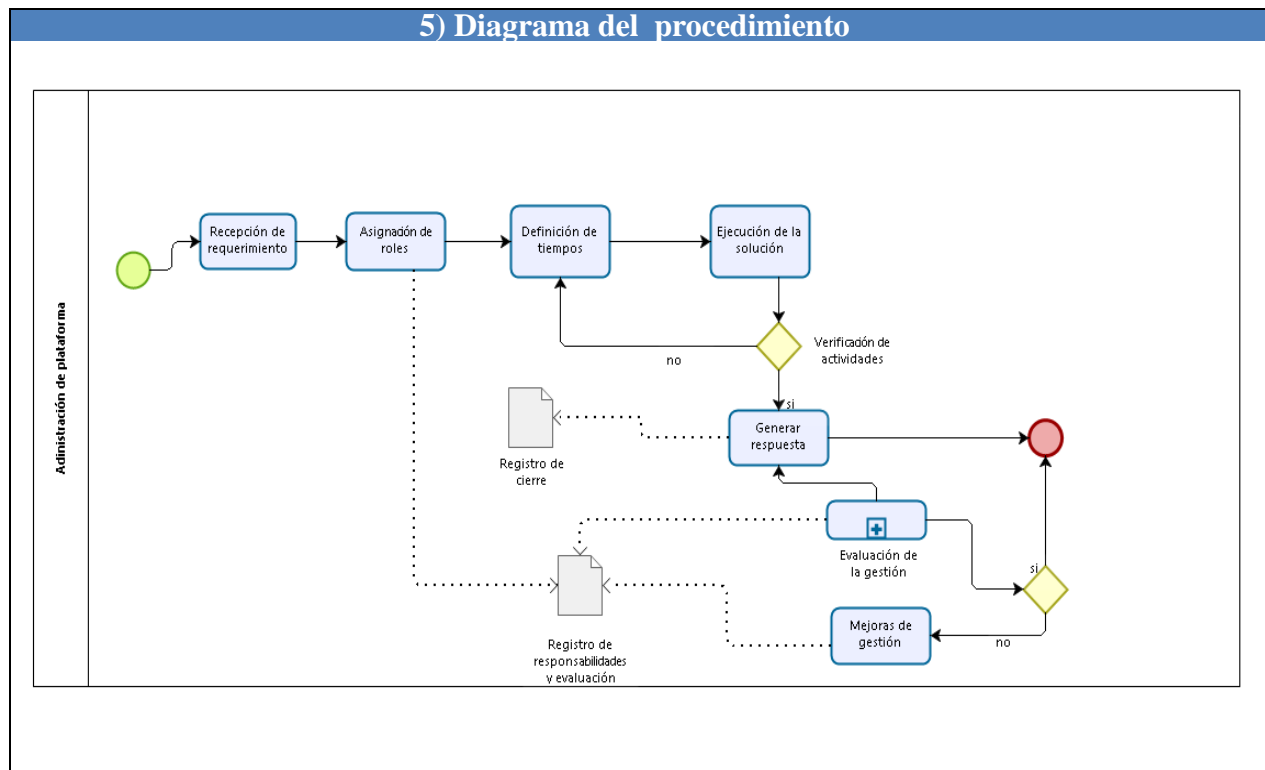 5) Diagrama del procedimiento
Adinistración de plataforma
Recepción de
requerimiento
Asignación de
roles
Definición de
tiempos
Ejecución de la
solución
Verificación de
actividades
no
si
Generar
respuesta
Registro de
cierre
Evaluación de
la gestión
si
no
Mejoras de
gestión
Registro de
responsabilidades
y evaluación